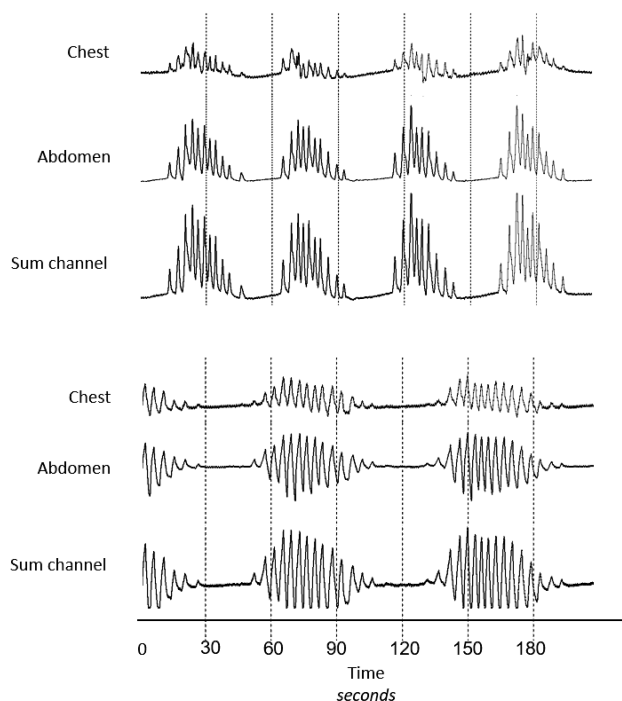 Chest
Abdomen
Sum channel
Chest
Abdomen
Sum channel
0 30 60 90 120 150 180
Time
seconds